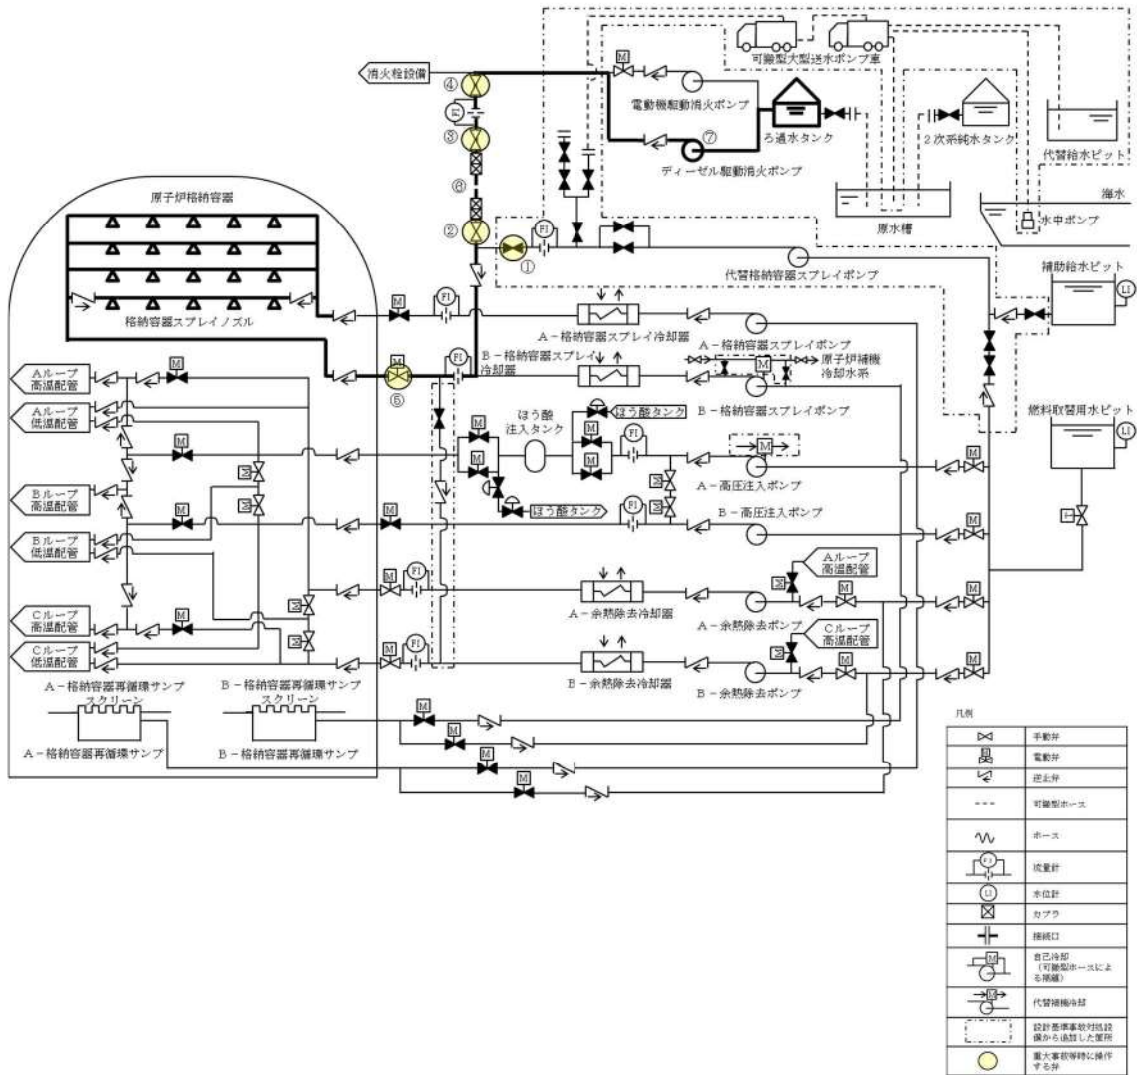 消火栓設備
④
FI
③
⑥
②
①
M
電動機駆動消火ポンプ
⑦
ディーゼル駆動消火ポンプ
ろ過水タンク
可搬型大型送水ポンプ車
2次系純水タンク
代替給水ピット
原水槽
海水
水中ポンプ
FI
代替格納容器スプレイポンプ
補助給水ピット
LI
原子炉格納容器
格納容器スプレイノズル
M
FI
A-格納容器スプレイ冷却器
A-格納容器スプレイポンプ
M
⑤
FI
B-格納容器スプレイ
冷却器
M
原子炉補機
冷却水系
B-格納容器スプレイポンプ
燃料取替用水ピット
LI
Aループ
高温配管
M
Aループ
低温配管
M
M
M
ほう酸
注入タンク
ほう酸タンク
M
M
FI
M
A-高圧注入ポンプ
M
Bループ
高温配管
M
M
M
ほう酸タンク
FI
M
B-高圧注入ポンプ
M
Bループ
低温配管
M
M
M
FI
A-余熱除去冷却器
Aループ
高温配管
M
M
A-余熱除去ポンプ
M
Cループ
高温配管
M
M
M
Cループ
低温配管
M
FI
B-余熱除去冷却器
Cループ
高温配管
M
M
B-余熱除去ポンプ
M
A-格納容器再循環サンプ
スクリーン
B-格納容器再循環サンプ
スクリーン
A-格納容器再循環サンプ
B-格納容器再循環サンプ
M
M
M
M
凡例
手動弁
M
電動弁
逆止弁
可搬型ホース
ホース
FI
流量計
LI
水位計
カプラ
接続口
M
自己冷却
(可搬型ホースによ
る隔離)
M
代替補機冷却
設計基準事故対処設
備から追加した箇所
重大事故等時に操作
する弁